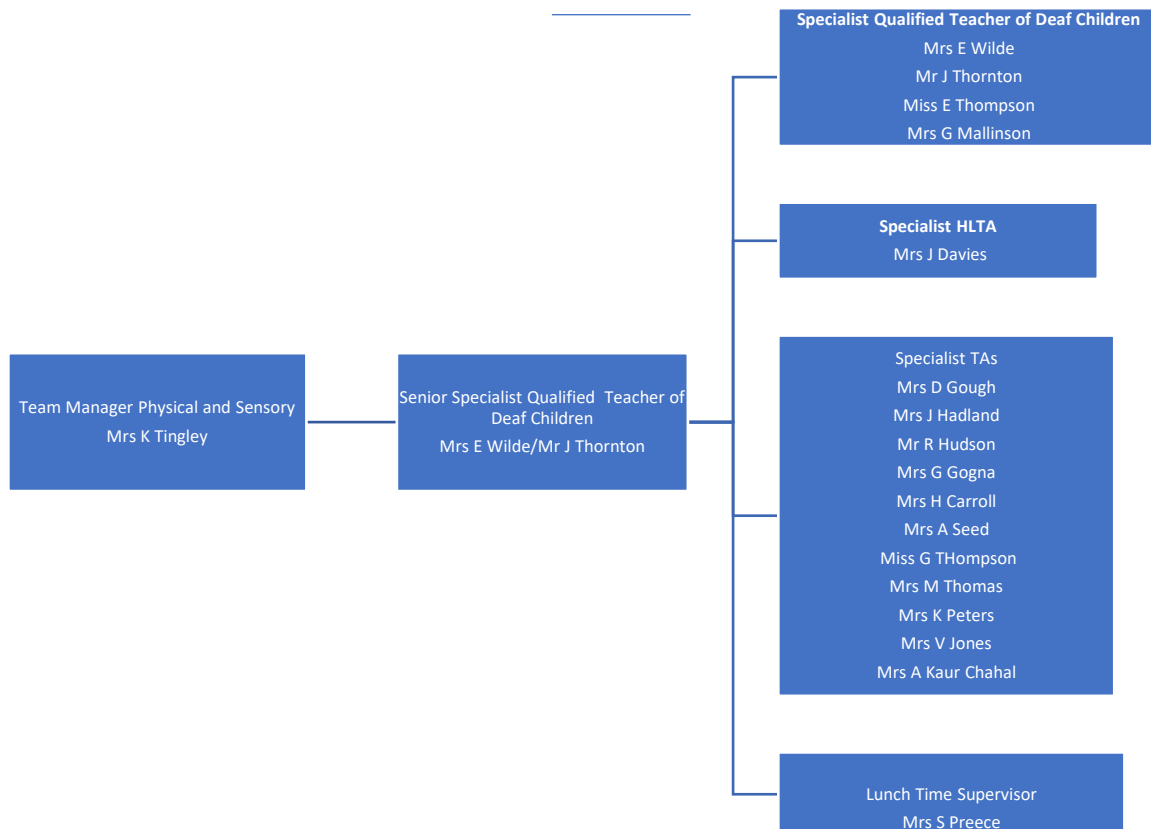 Team Manager Physical and Sensory
Mrs K Tingley
Senior Specialist Qualified Teacher of
Deaf Children
Mrs E Wilde/Mr J Thornton
Specialist Qualified Teacher of Deaf Children
Mrs E Wilde
Mr J Thornton
Miss E Thompson
Mrs G Mallinson
Specialist HLTA
Mrs J Davies
Specialist TAs
Mrs D Gough
Mrs J Hadland
Mr R Hudson
Mrs G Gogna
Mrs H Carroll
Mrs A Seed
Miss G THompson
Mrs M Thomas
Mrs K Peters
Mrs V Jones
Mrs A Kaur Chahal
Lunch Time Supervisor
Mrs S Preece